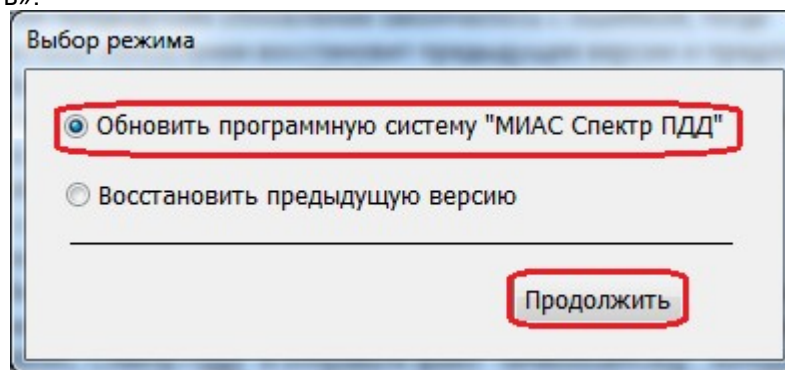 в».
Выбор режима
Обновить программную систему "МИАС Спектр ПДД"
Восстановить предыдущую версию
Продолжить